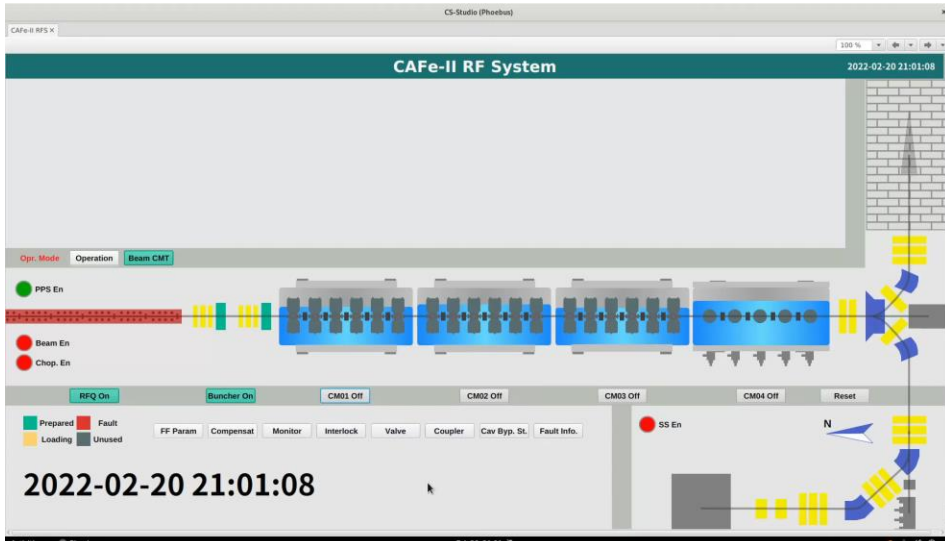 CS-Studio (Phoebus)
CAFe-II RFS ×
100 %
CAFe-II RF System
2022-02-20 21:01:08
Opr. Mode Operation Beam CMT
PPS En
Beam En
Chop. En
RFQ On Buncher On CM01 Off CM02 Off CM03 Off CM04 Off Reset
Prepared Fault
Loading Unused
FF Param Compensat Monitor Interlock Valve Coupler Cav Byp. St. Fault Info.
SS En
N
2022-02-20 21:01:08